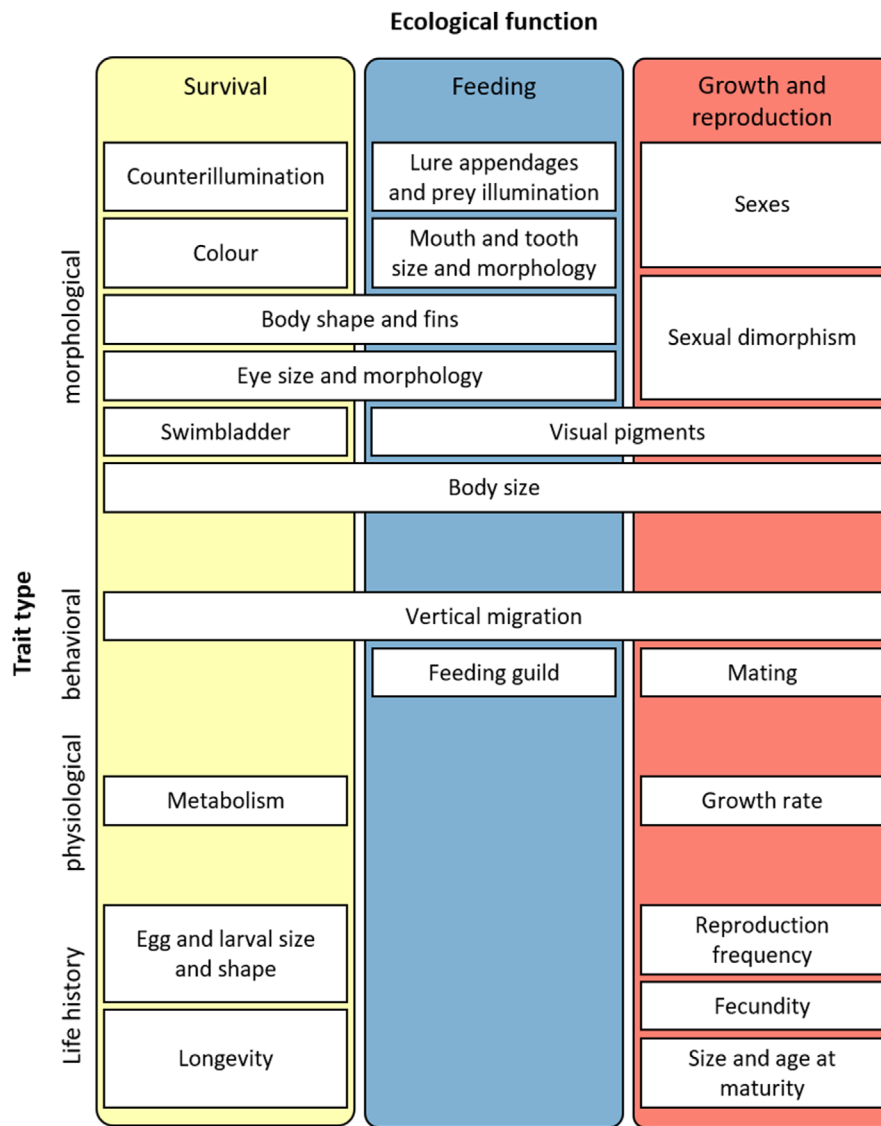 Ecological function
Survival
Feeding
Growth and
reproduction
Trait type
morphological
Counterillumination
Lure appendages
and prey illumination
Sexes
Colour
Mouth and tooth
size and morphology
Body shape and fins
Sexual dimorphism
Eye size and morphology
Swimbladder
Visual pigments
Body size
behavioral
Vertical migration
Feeding guild
Mating
physiological
Metabolism
Growth rate
Life history
Egg and larval size
and shape
Reproduction
frequency
Fecundity
Longevity
Size and age at
maturity